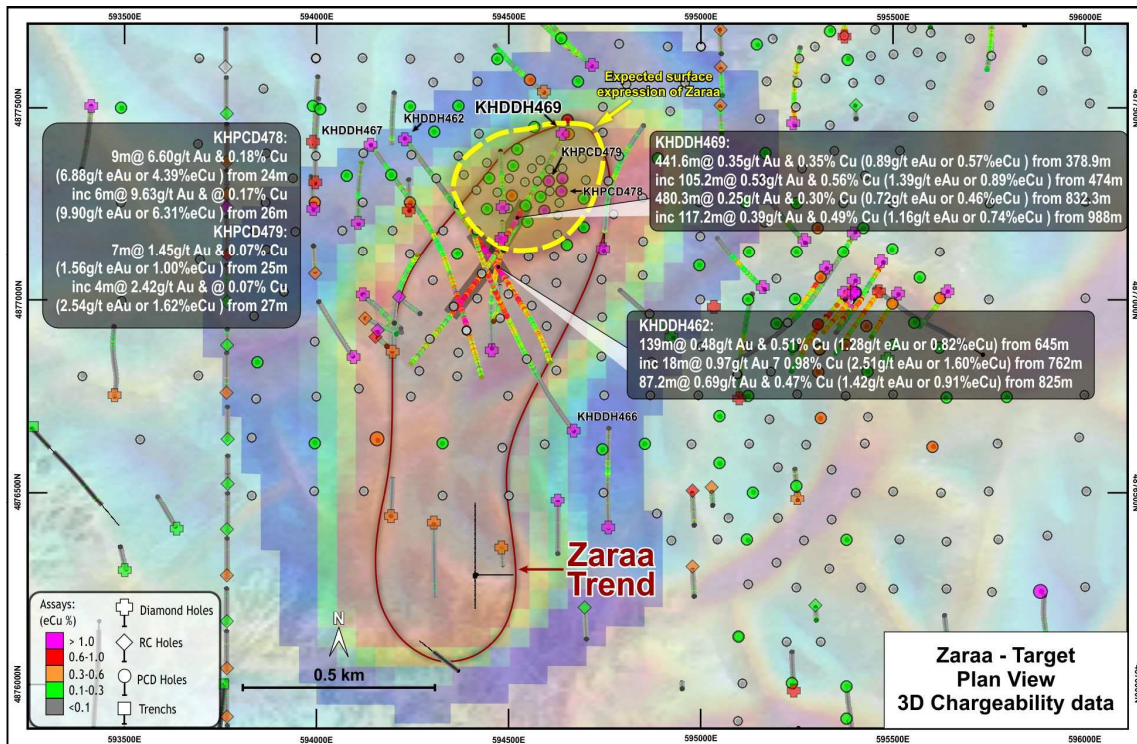 593500E
594000E
594500E
595000E
595500E
596000E
4877500N
4877500N
Expected surface
expression of Zaraa
KHDDH469
KHDDH462
KHDDH467
KHPCD479
KHPCD478
KHPCD478:
9m@ 6.60g/t Au & 0.18% Cu
(6.88g/t eAu or 4.39%eCu ) from 24m
inc 6m@ 9.63g/t Au & @ 0.17% Cu
(9.90g/t eAu or 6.31%eCu ) from 26m
KHPCD479:
7m@ 1.45g/t Au & 0.07% Cu
(1.56g/t eAu or 1.00%eCu ) from 25m
inc 4m@ 2.42g/t Au & @ 0.07% Cu
(2.54g/t eAu or 1.62%eCu ) from 27m
KHDDH469:
441.6m@ 0.35g/t Au & 0.35% Cu (0.89g/t eAu or 0.57%eCu ) from 378.9m
inc 105.2m@ 0.53g/t Au & 0.56% Cu (1.39g/t eAu or 0.89%eCu ) from 474m
480.3m@ 0.25g/t Au & 0.30% Cu (0.72g/t eAu or 0.46%eCu ) from 832.3m
inc 117.2m@ 0.39g/t Au & 0.49% Cu (1.16g/t eAu or 0.74%eCu ) from 988m
4877000N
4877000N
KHDDH462:
139m@ 0.48g/t Au & 0.51% Cu (1.28g/t eAu or 0.82%eCu ) from 645m
inc 18m@ 0.97g/t Au 7 0.98% Cu (2.51g/t eAu or 1.60%eCu ) from 762m
87.2m@ 0.69g/t Au & 0.47% Cu (1.42g/t eAu or 0.91%eCu ) from 825m
KHDDH466
4876500N
4876500N
Zaraa
Trend
Assays:
(eCu %)
> 1.0
0.6-1.0
0.3-0.6
0.1-0.3
<0.1
Diamond Holes
RC Holes
PCD Holes
Trenchs
N
0.5 km
4876000N
4876000N
Zaraa - Target
Plan View
3D Chargeability data
593500E
594000E
594500E
595000E
595500E
596000E